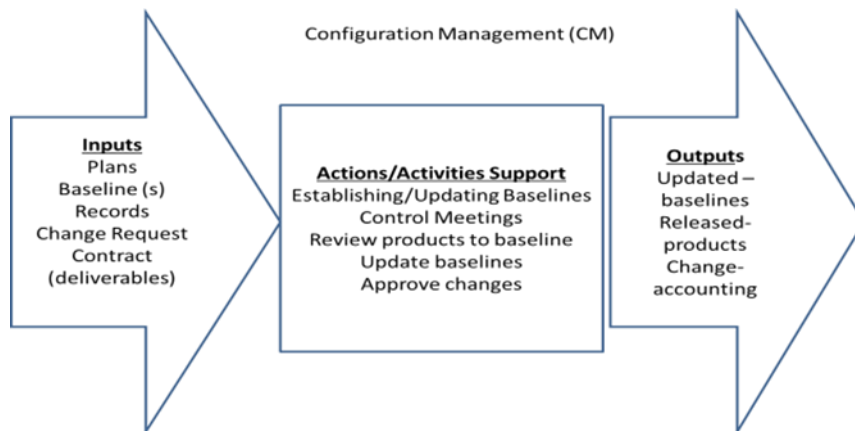 Configuration Management (CM)
Inputs
Plans
Baseline (s)
Records
Change Request
Contract
(deliverables)
Actions/Activities Support
Establishing/Updating Baselines
Control Meetings
Review products to baseline
Update baselines
Approve changes
Outputs
Updated –
baselines
Released-
products
Change-
accounting